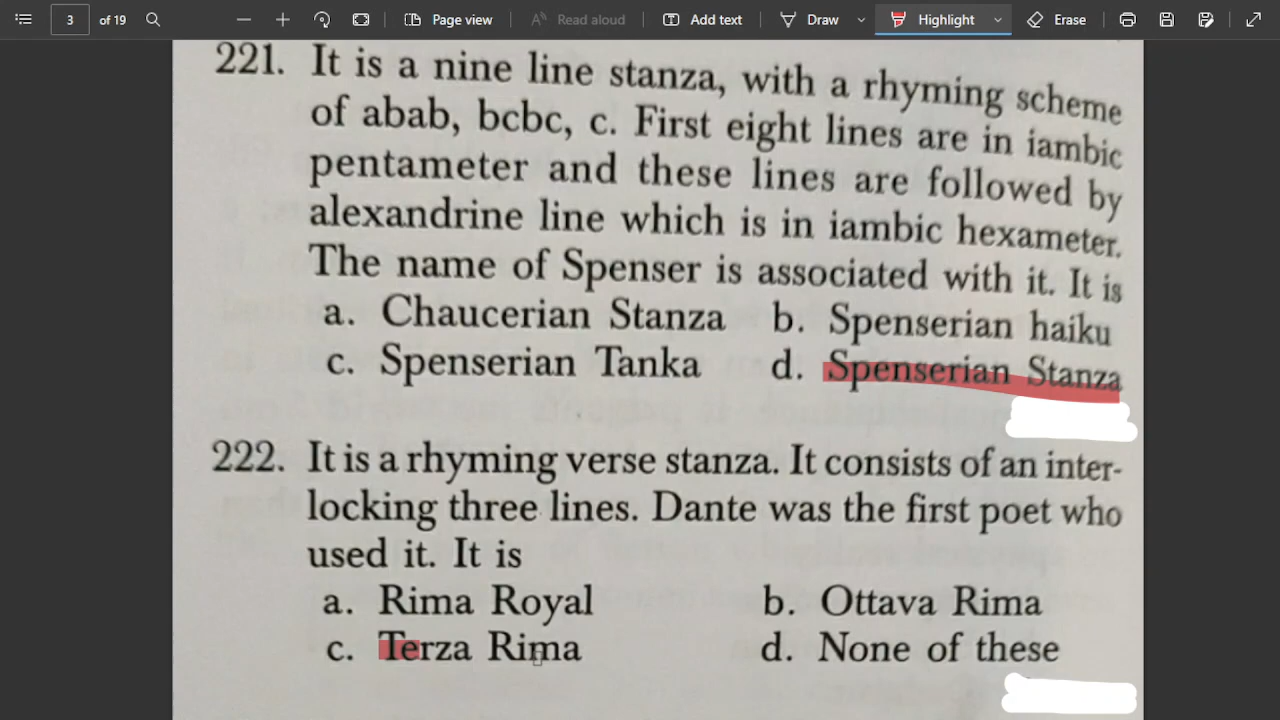 3 of 19 Page view Read aloud Add text Draw Highlight Erase
221. It is a nine line stanza, with a rhyming scheme
of abab, bcbc, c. First eight lines are in iambic
pentameter and these lines are followed by
alexandrine line which is in iambic hexameter.
The name of Spenser is associated with it. It is
a. Chaucerian Stanza b. Spenserian haiku
c. Spenserian Tanka d. Spenserian Stanza
222. It is a rhyming verse stanza. It consists of an inter-
locking three lines. Dante was the first poet who
used it. It is
a. Rima Royal b. Ottava Rima
c. Terza Rima d. None of these